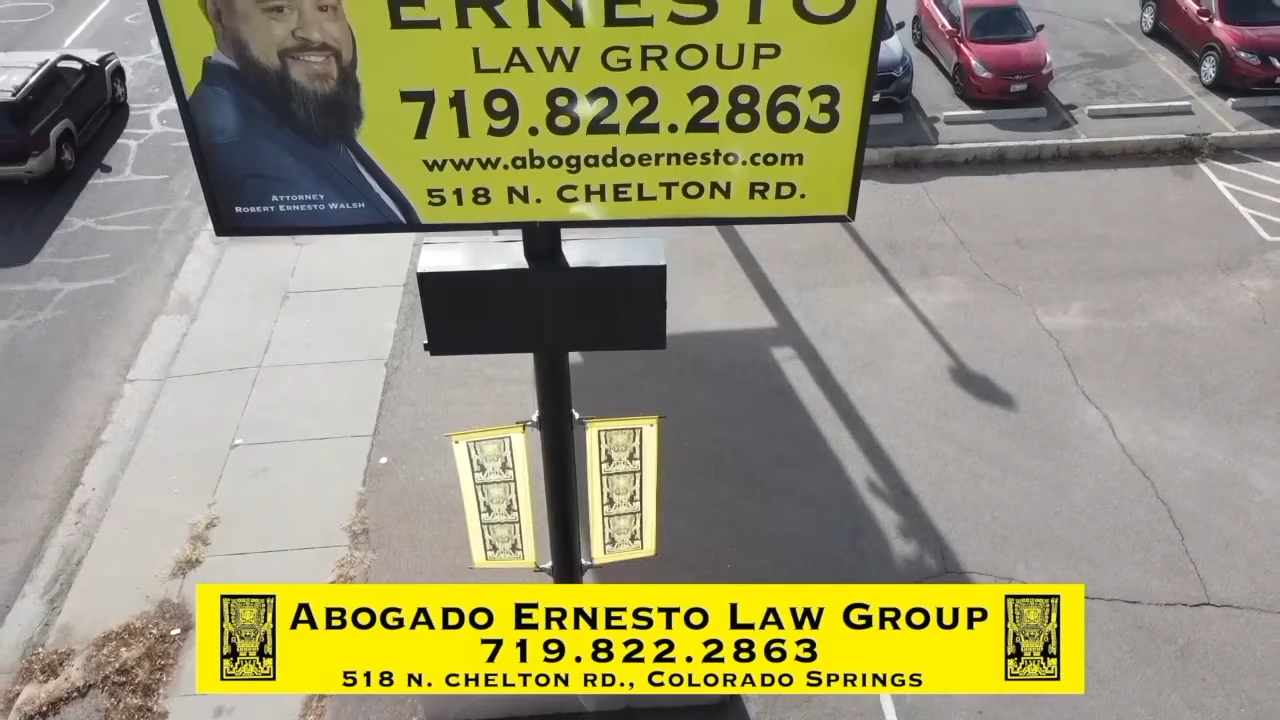 ERNESTO
LAW GROUP
719.822.2863
www.abogadoernesto.com
518 N. CHELTON RD.
ATTORNEY
ROBERT ERNESTO WALSH
ABOGADO ERNESTO LAW GROUP
719.822.2863
518 N. CHELTON RD., COLORADO SPRINGS